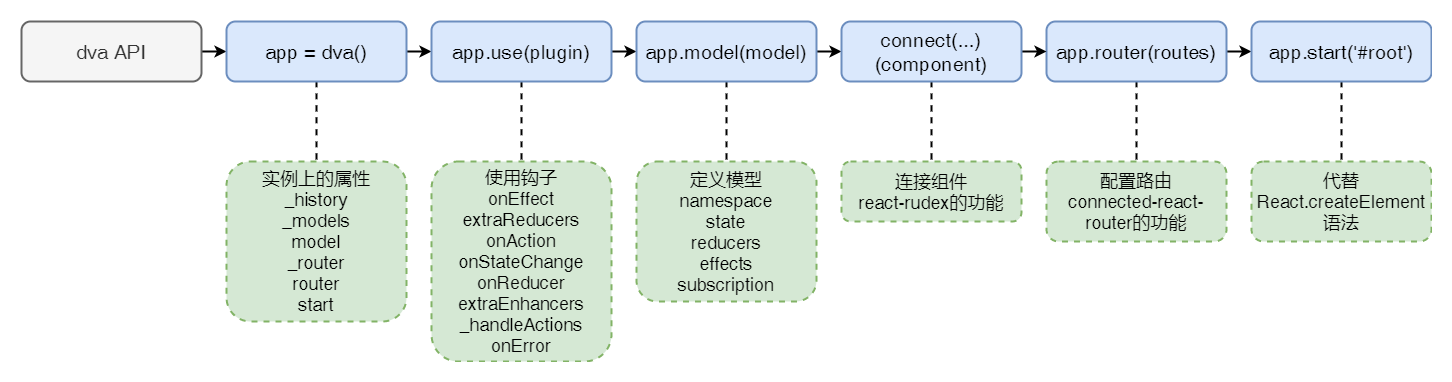 dva API
app = dva()
app.use(plugin)
app.model(model)
connect(...)
(component)
app.router(routes)
app.start('#root')
实例上的属性
_history
_models
model
_router
router
start
使用钩子
onEffect
extraReducers
onAction
onStateChange
onReducer
extraEnhancers
_handleActions
onError
定义模型
namespace
state
reducers
effects
subscription
连接组件
react-rudex的功能
配置路由
connected-react-
router的功能
代替
React.createElement
语法